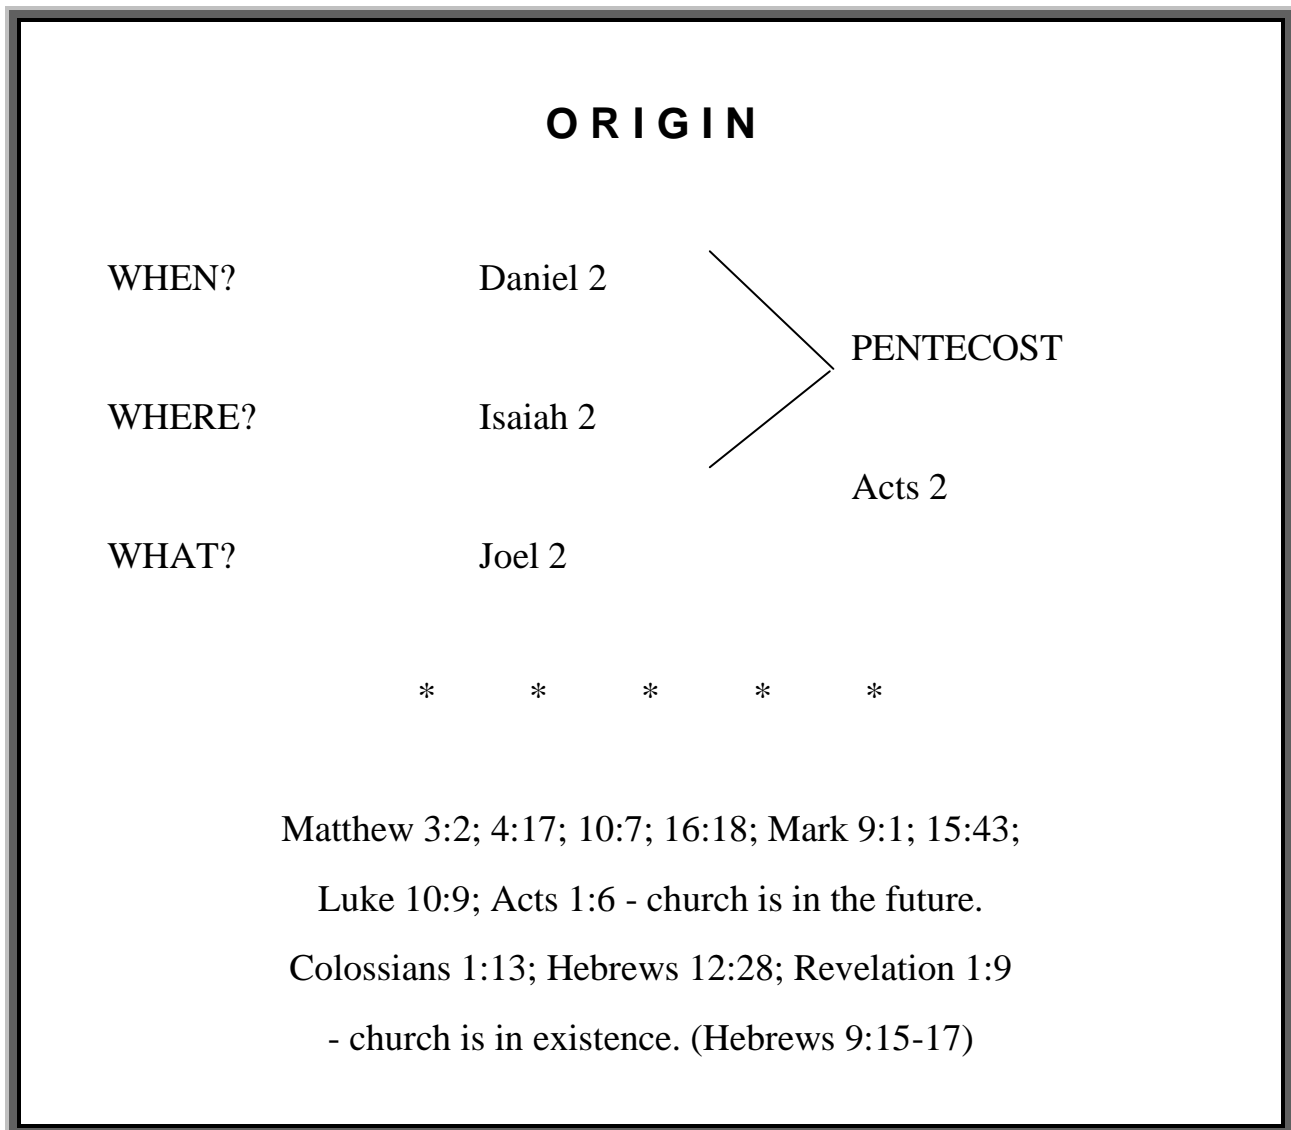 O R I G I N
WHEN? Daniel 2
PENTECOST
WHERE? Isaiah 2
Acts 2
WHAT? Joel 2
* * * * *
Matthew 3:2; 4:17; 10:7; 16:18; Mark 9:1; 15:43;
Luke 10:9; Acts 1:6 - church is in the future.
Colossians 1:13; Hebrews 12:28; Revelation 1:9
- church is in existence. (Hebrews 9:15-17)